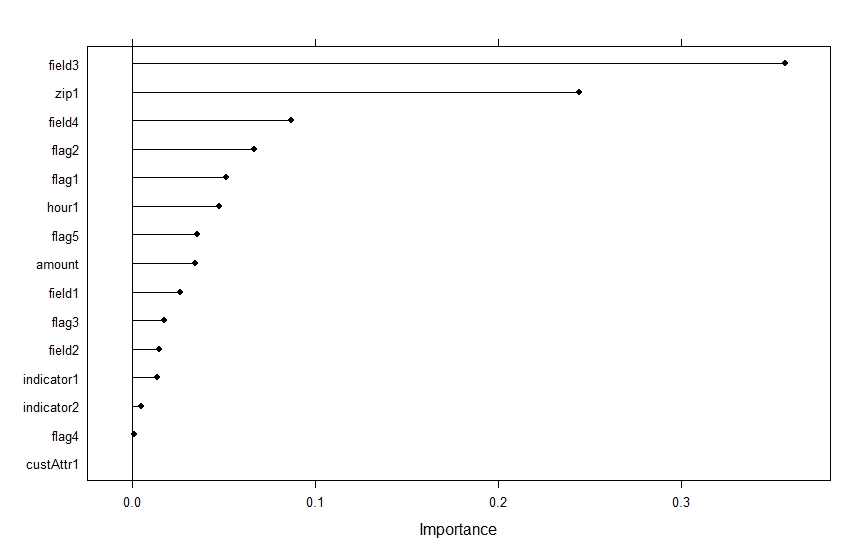 field3
zip1
field4
flag2
flag1
hour1
flag5
amount
field1
flag3
field2
indicator1
indicator2
flag4
custAttr1
0.0 0.1 0.2 0.3
Importance